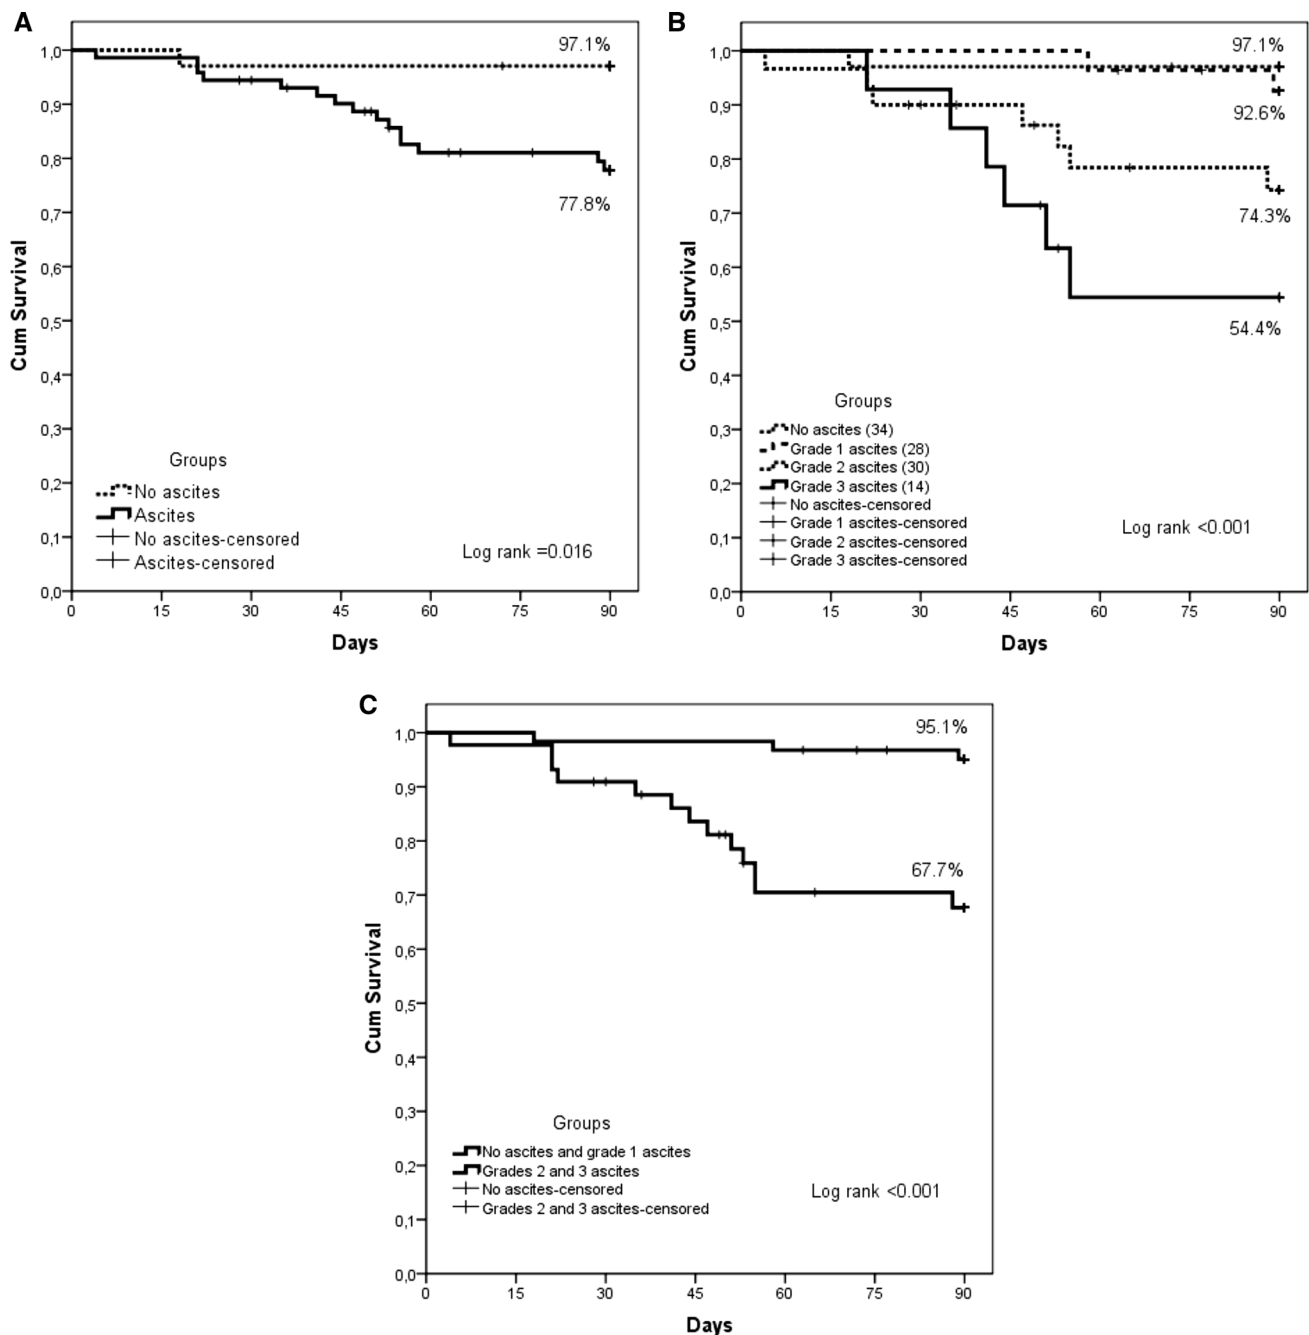 A
Cum Survival
1,0
0,9
0,8
0,7
0,6
0,5
0,4
0,3
0,2
0,1
0,0
97.1%
77.8%
Groups
No ascites
Ascites
No ascites-censored
Ascites-censored
Log rank =0.016
0 15 30 45 60 75 90
Days
B
Cum Survival
1,0
0,9
0,8
0,7
0,6
0,5
0,4
0,3
0,2
0,1
0,0
97.1%
92.6%
74.3%
54.4%
Groups
No ascites (34)
Grade 1 ascites (28)
Grade 2 ascites (30)
Grade 3 ascites (14)
No ascites-censored
Grade 1 ascites-censored
Grade 2 ascites-censored
Grade 3 ascites-censored
Log rank <0.001
0 15 30 45 60 75 90
Days
C
Cum Survival
1,0
0,9
0,8
0,7
0,6
0,5
0,4
0,3
0,2
0,1
0,0
95.1%
67.7%
Groups
No ascites and grade 1 ascites
Grades 2 and 3 ascites
No ascites-censored
Grades 2 and 3 ascites-censored
Log rank <0.001
0 15 30 45 60 75 90
Days